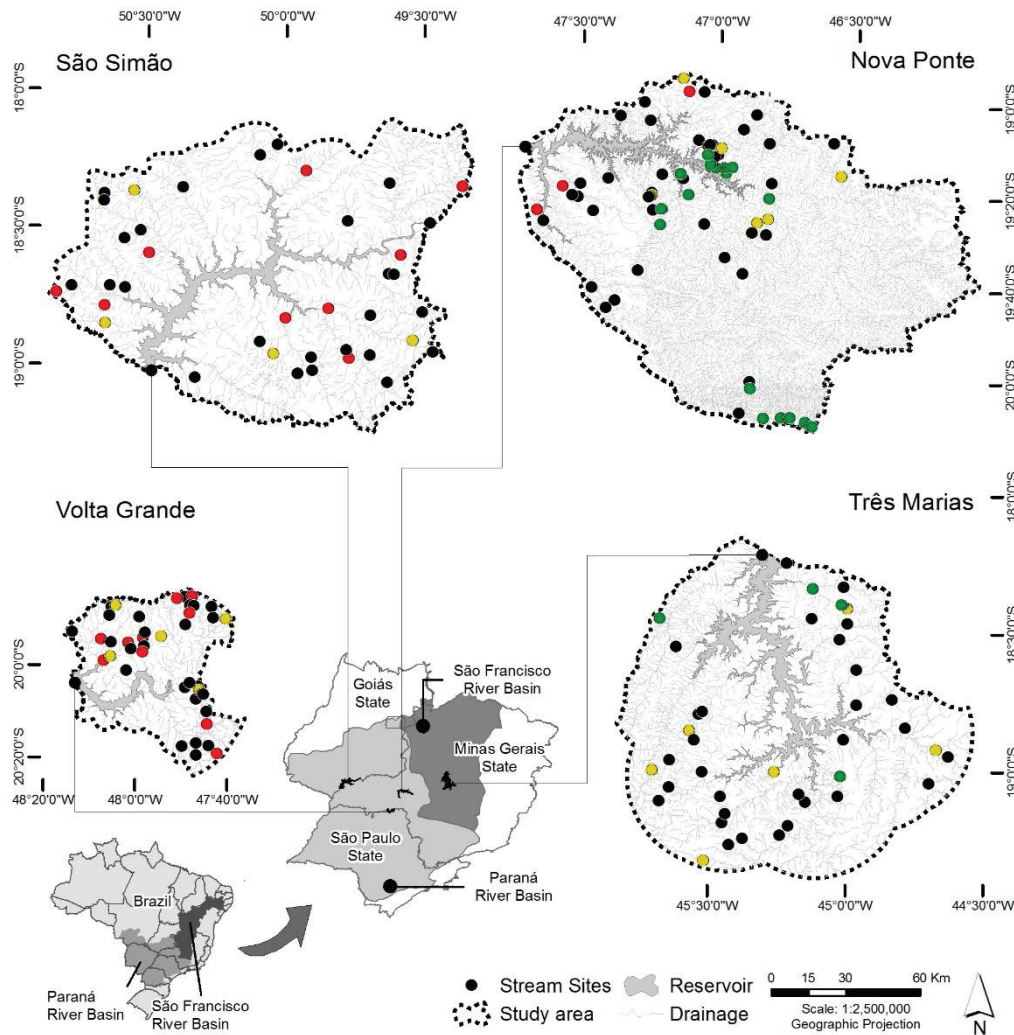 50°30'0"W
50°0'0"W
49°30'0"W
47°30'0"W
47°0'0"W
46°30'0"W
São Simão
Nova Ponte
18°0'0"S
18°30'0"S
19°0'0"S
19°0'0"S
19°20'0"S
19°40'0"S
20°0'0"S
Volta Grande
Três Marias
18°0'0"S
18°30'0"S
19°0'0"S
20°0'0"S
20°20'0"S
48°20'0"W
48°0'0"W
47°40'0"W
Goiás
State
São Francisco
River Basin
Minas Gerais
State
São Paulo
State
Paraná
River Basin
Brazil
Paraná
River Basin
São Francisco
River Basin
45°30'0"W
45°0'0"W
44°30'0"W
Stream Sites
Reservoir
Study area
Drainage
0 15 30 60 Km
Scale: 1:2,500,000
Geographic Projection
N